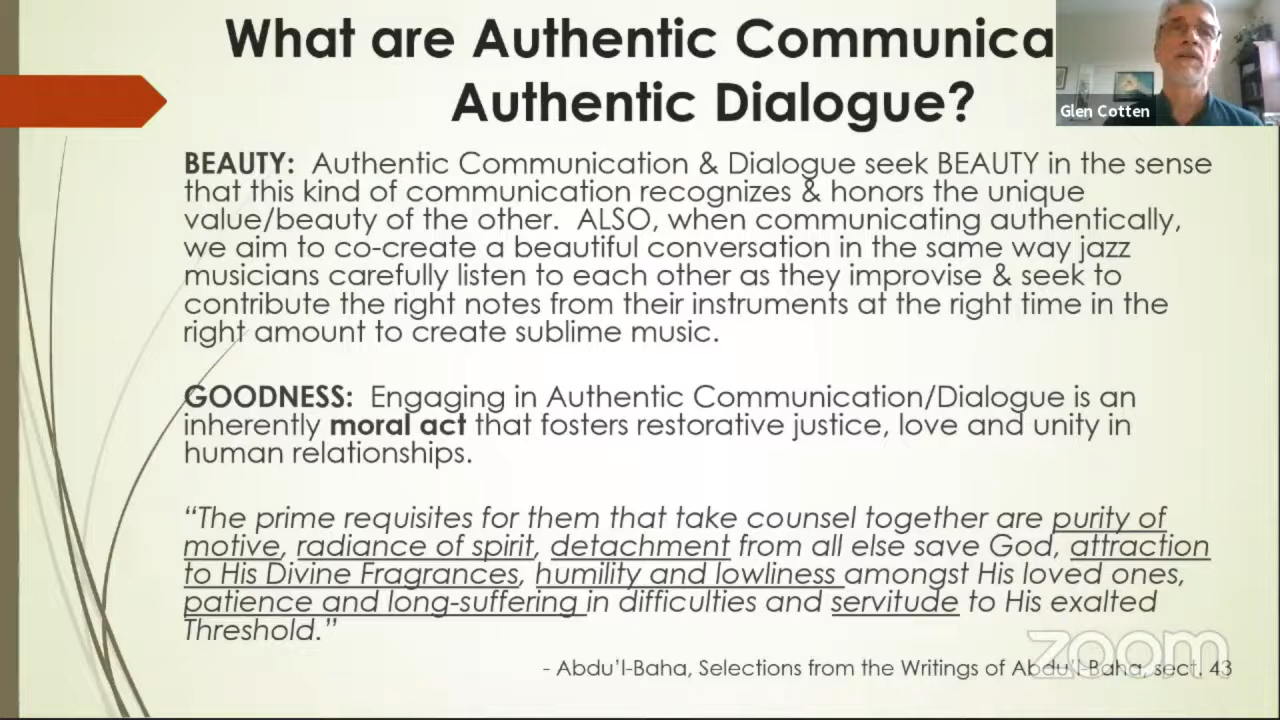 What are Authentic Communica
Authentic Dialogue?
Glen Cotten
BEAUTY: Authentic Communication & Dialogue seek BEAUTY in the sense
that this kind of communication recognizes & honors the unique
value/beauty of the other. ALSO, when communicating authentically,
we aim to co-create a beautiful conversation in the same way jazz
musicians carefully listen to each other as they improvise & seek to
contribute the right notes from their instruments at the right time in the
right amount to create sublime music.
GOODNESS: Engaging in Authentic Communication/Dialogue is an
inherently moral act that fosters restorative justice, love and unity in
human relationships.
“The prime requisites for them that take counsel together are purity of
motive, radiance of spirit, detachment from all else save God, attraction
to His Divine Fragrances, humility and lowliness amongst His loved ones,
patience and long-suffering in difficulties and servitude to His exalted
Threshold.”
- Abdu’l-Baha, Selections from the Writings of Abdu’l-Baha, sect. 43
zoom